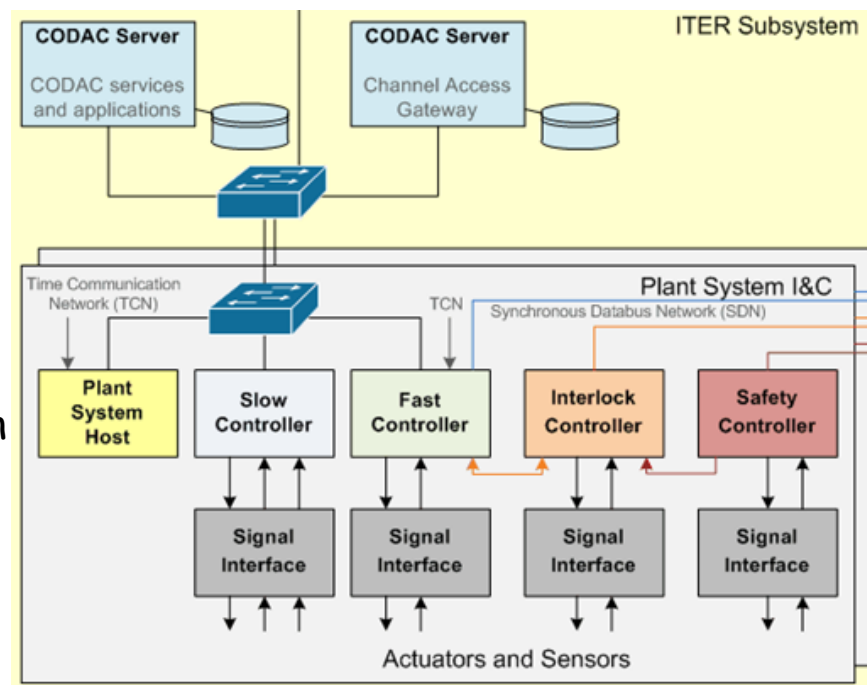 ITER Subsystem
CODAC Server
CODAC services
and applications
CODAC Server
Channel Access
Gateway
Plant System I&C
Time Communication
Network (TCN)
TCN
Synchronous Databus Network (SDN)
Plant
System
Host
Slow
Controller
Fast
Controller
Interlock
Controller
Safety
Controller
Signal
Interface
Signal
Interface
Signal
Interface
Signal
Interface
Actuators and Sensors